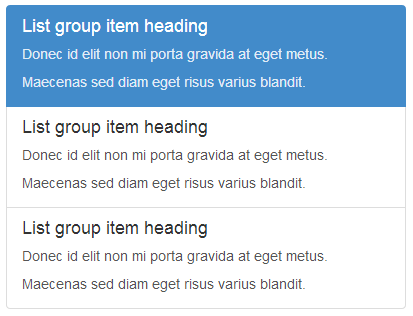 List group item heading
Donec id elit non mi porta gravida at eget metus.
Maecenas sed diam eget risus varius blandit.
List group item heading
Donec id elit non mi porta gravida at eget metus.
Maecenas sed diam eget risus varius blandit.
List group item heading
Donec id elit non mi porta gravida at eget metus.
Maecenas sed diam eget risus varius blandit.